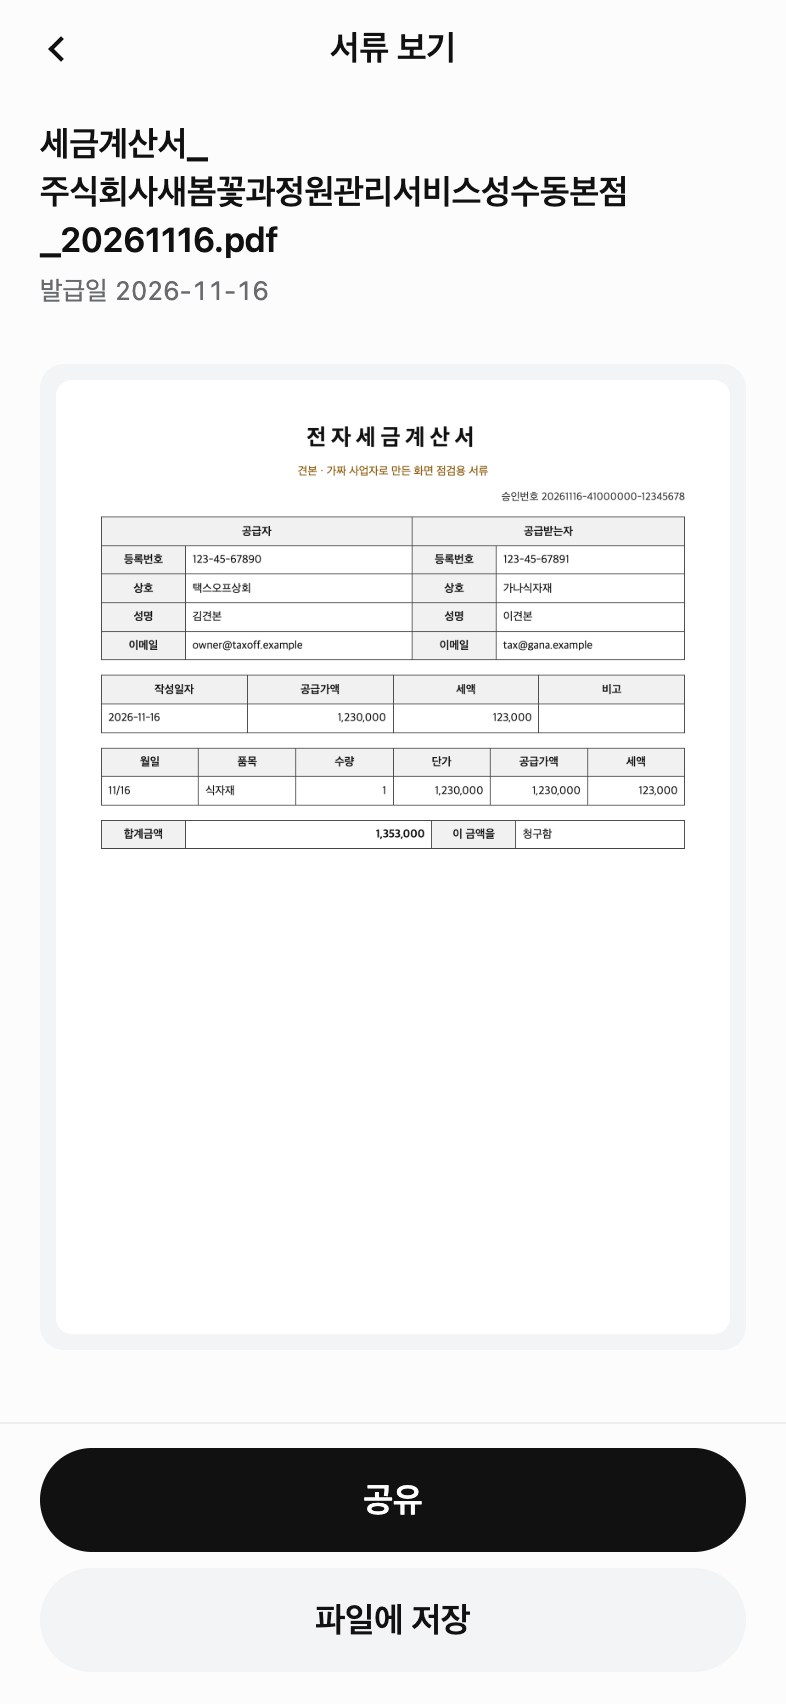 서류 보기
세금계산서_
주식회사새봄꽃과정원관리서비스성수동본점
_20261116.pdf
발급일 2026-11-16
전자세금계산서
견본 · 가짜 사업자로 만든 화면 점검용 서류
승인번호 20261116-41000000-12345678
공급자 공급받는자
등록번호 123-45-67890 등록번호 123-45-67891
상호 택스오프상회 상호 가나식자재
성명 김견본 성명 이견본
이메일 owner@taxoff.example 이메일 tax@gana.example
작성일자 공급가액 세액 비고
2026-11-16 1,230,000 123,000
월일 품목 수량 단가 공급가액 세액
11/16 식자재 1 1,230,000 1,230,000 123,000
합계금액 1,353,000 이 금액을 청구함
공유
파일에 저장